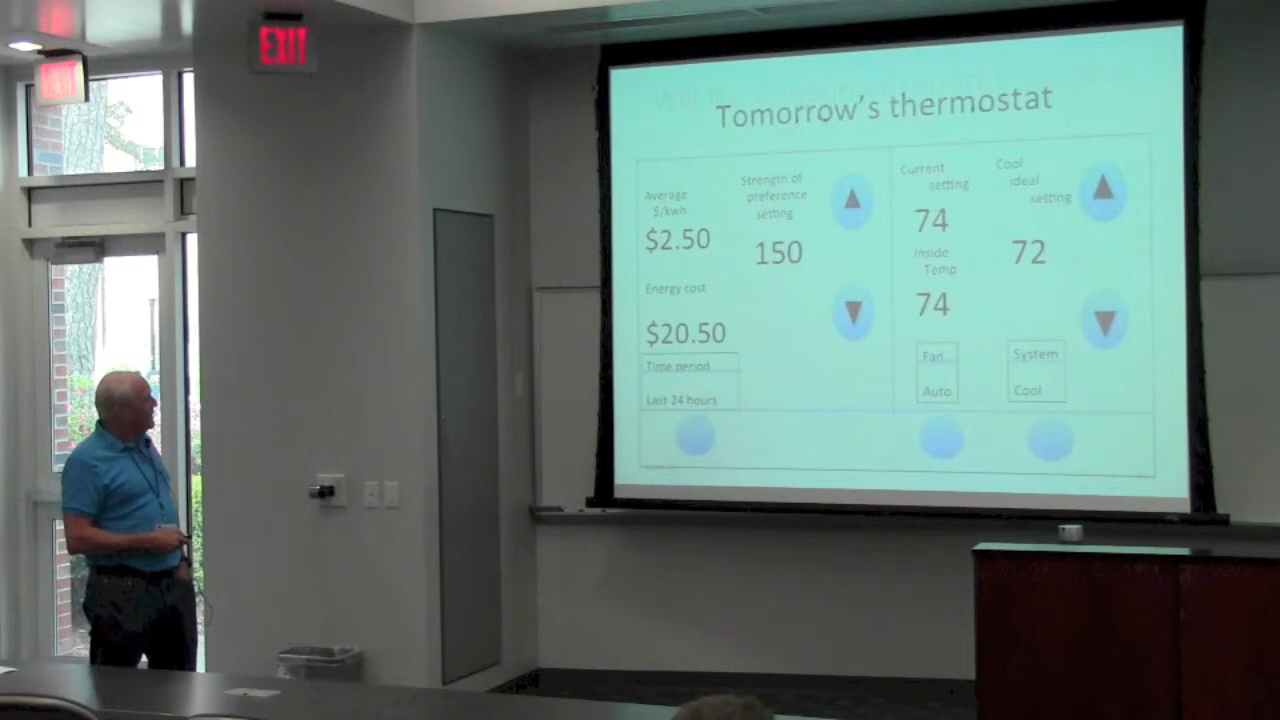 EXIT
EXIT
Tomorrow's thermostat
Average
$/kwh
$2.50
Energy cost
$20.50
Time period
Last 24 hours
Strength of
preference
setting
150
Current
setting
74
Inside
Temp
74
Cool
ideal
setting
72
Fan
Auto
System
Cool